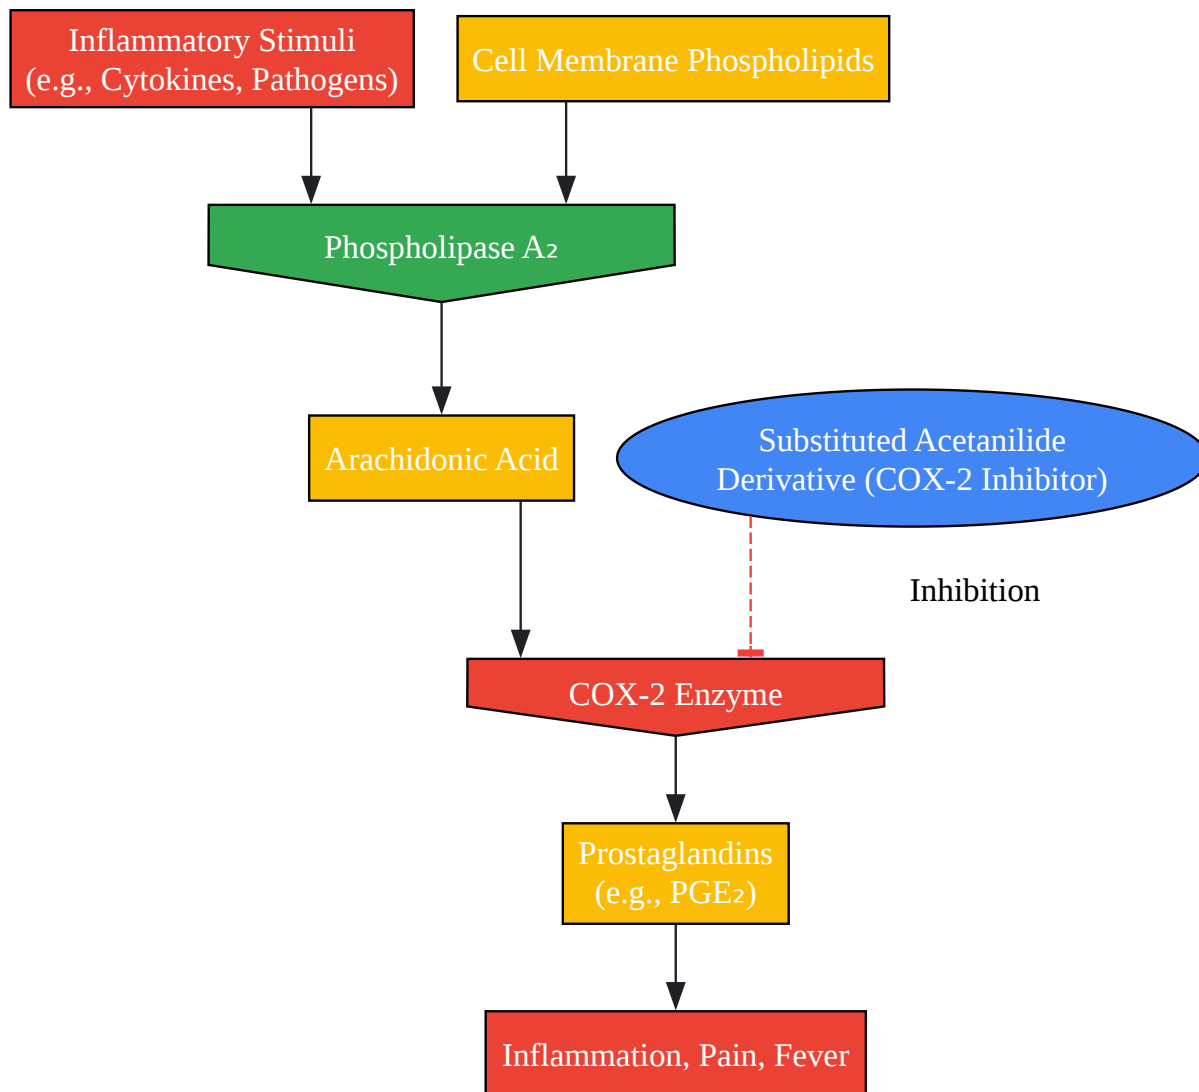 Inflammatory Stimuli
(e.g., Cytokines, Pathogens)
Cell Membrane Phospholipids
Phospholipase A₂
Arachidonic Acid
Substituted Acetanilide
Derivative (COX-2 Inhibitor)
Inhibition
COX-2 Enzyme
Prostaglandins
(e.g., PGE₂)
Inflammation, Pain, Fever